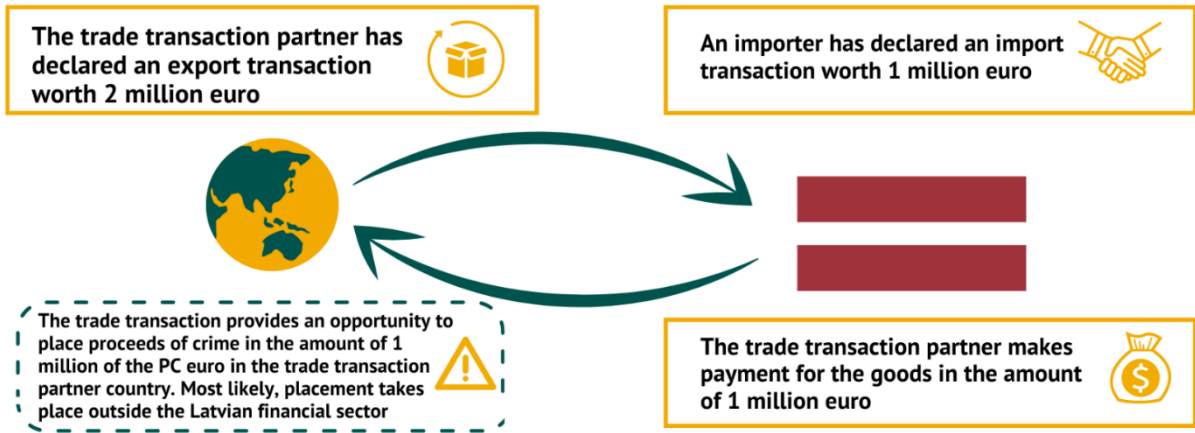 The trade transaction partner has
declared an export transaction
worth 2 million euro
An importer has declared an import
transaction worth 1 million euro
The trade transaction provides an opportunity to
place proceeds of crime in the amount of 1
million of the PC euro in the trade transaction
partner country. Most likely, placement takes
place outside the Latvian financial sector
The trade transaction partner makes
payment for the goods in the amount
of 1 million euro
$